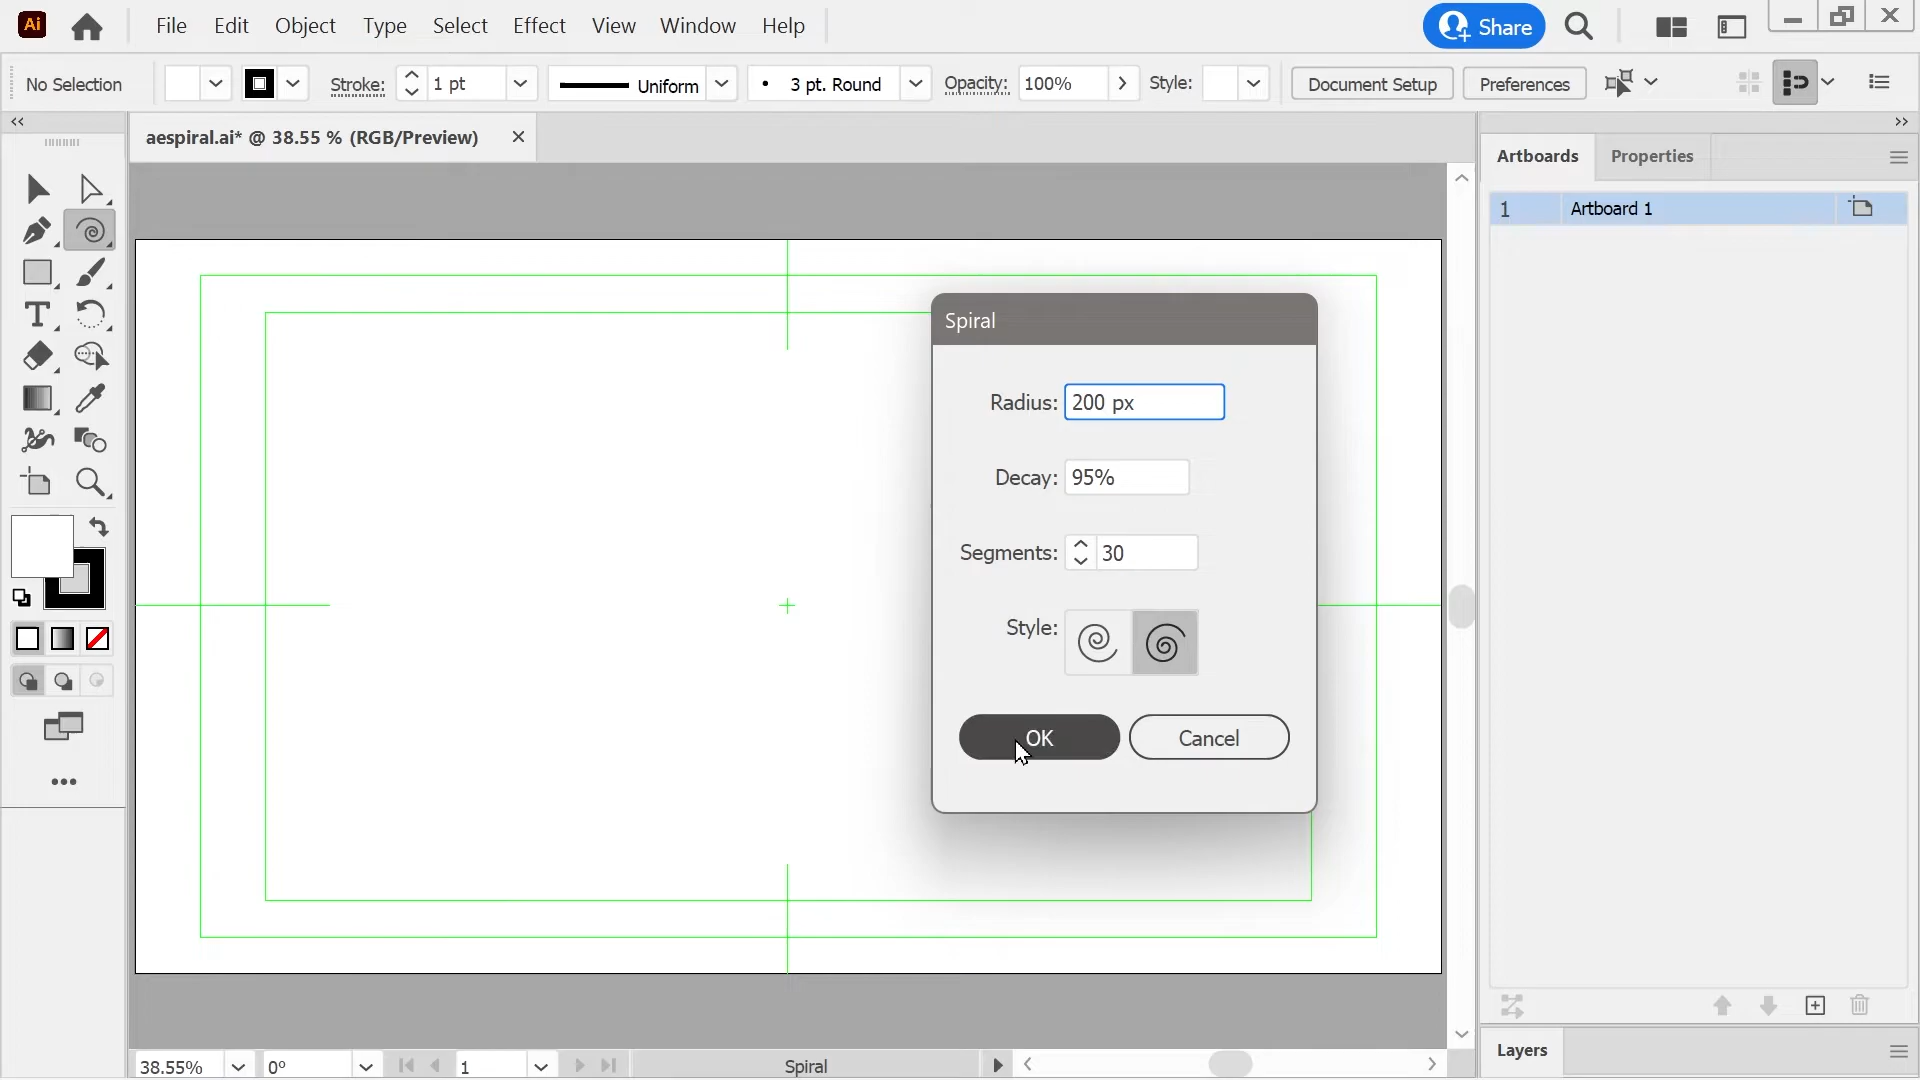 Ai
File Edit Object Type Select Effect View Window Help
Share
No Selection
Stroke:
1 pt
Uniform
3 pt. Round
Opacity:
100%
Style:
Document Setup
Preferences
aespiral.ai* @ 38.55 % (RGB/Preview)
Artboards
Properties
1 Artboard 1
Spiral
Radius: 200 px
Decay: 95%
Segments: 30
Style:
OK
Cancel
38.55%
0°
1
Spiral
Layers